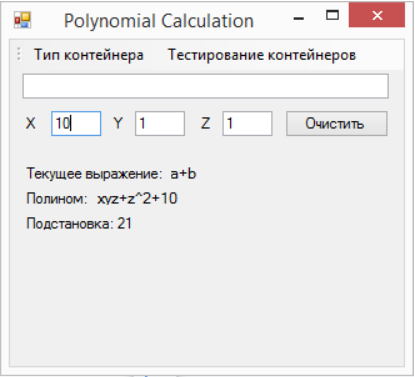 Polynomial Calculation
Тип контейнера Тестирование контейнеров
X 10 Y 1 Z 1 Очистить
Текущее выражение: a+b
Полином: xyz+z^2+10
Подстановка: 21